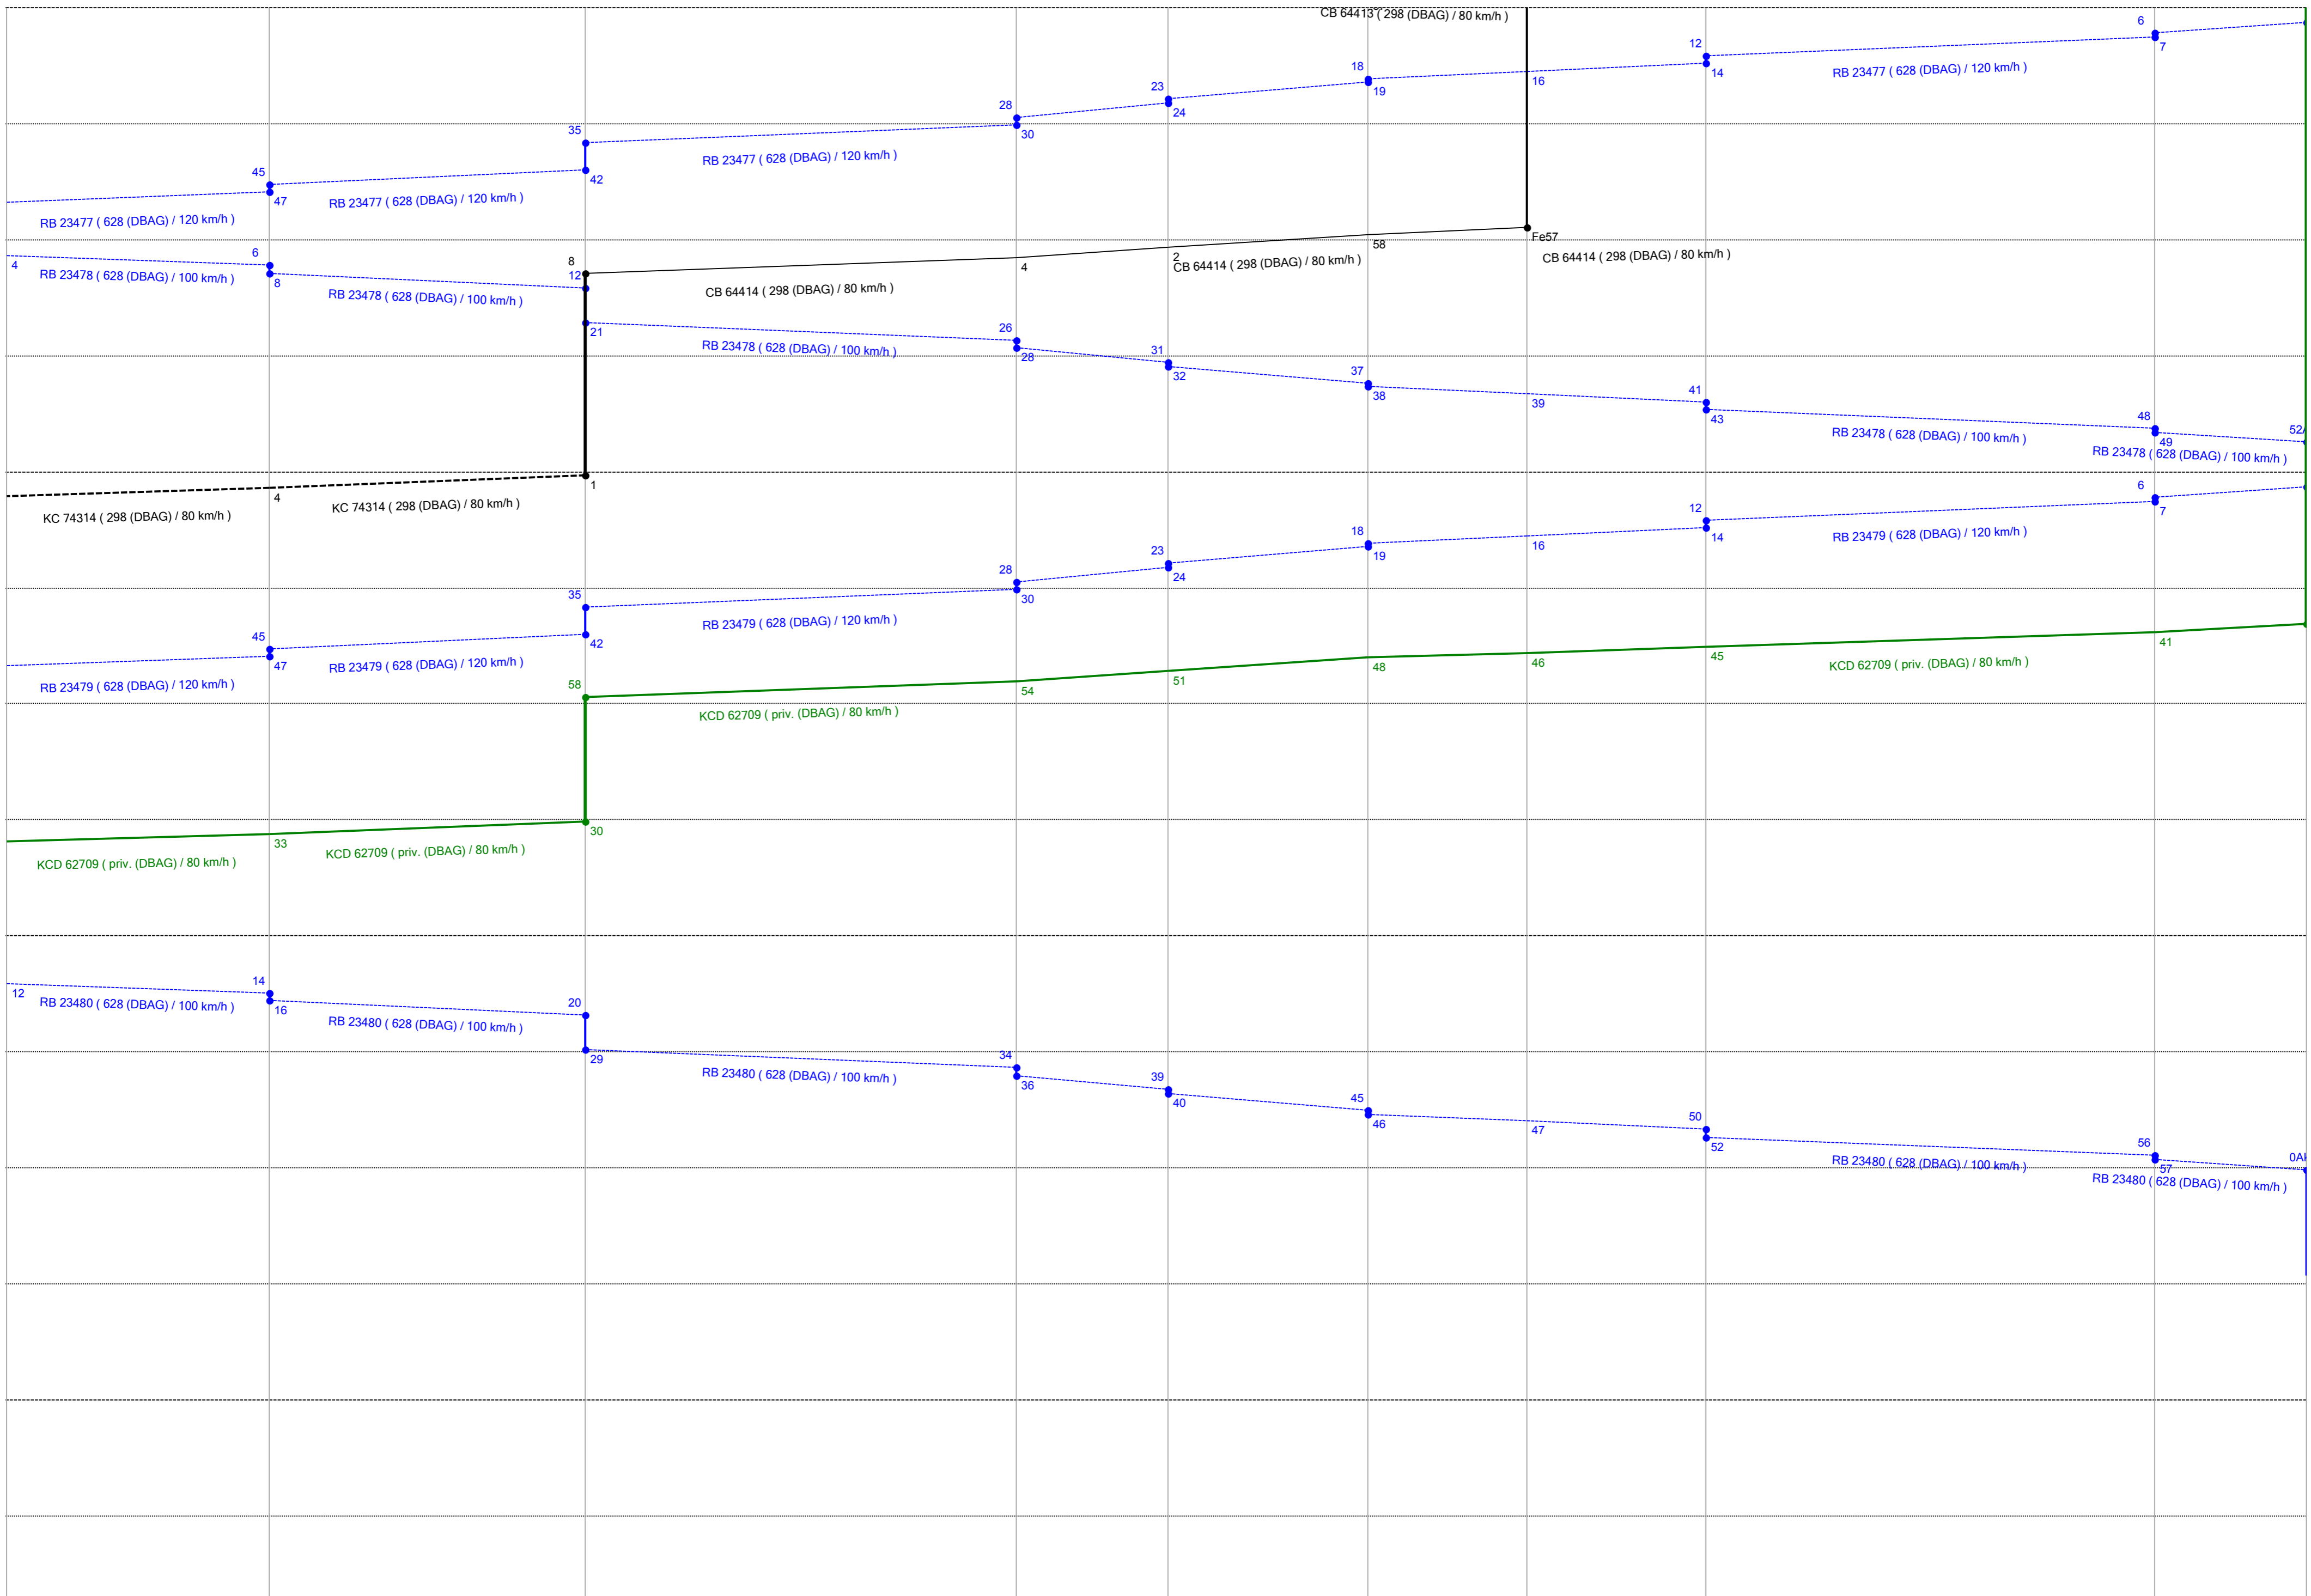 CB 64413 ( 298 (DBAG) / 80 km/h )
6
7
12
14
RB 23477 ( 628 (DBAG) / 120 km/h )
18
19
16
23
24
28
30
35
42
RB 23477 ( 628 (DBAG) / 120 km/h )
45
47
RB 23477 ( 628 (DBAG) / 120 km/h )
RB 23477 ( 628 (DBAG) / 120 km/h )
Fe57
58
2
4
8
CB 64414 ( 298 (DBAG) / 80 km/h )
CB 64414 ( 298 (DBAG) / 80 km/h )
CB 64414 ( 298 (DBAG) / 80 km/h )
4
RB 23478 ( 628 (DBAG) / 100 km/h )
6
8
RB 23478 ( 628 (DBAG) / 100 km/h )
12
21
RB 23478 ( 628 (DBAG) / 100 km/h )
26
28
31
32
37
38
39
41
43
RB 23478 ( 628 (DBAG) / 100 km/h )
48
49
RB 23478 ( 628 (DBAG) / 100 km/h )
KC 74314 ( 298 (DBAG) / 80 km/h )
4
KC 74314 ( 298 (DBAG) / 80 km/h )
1
6
7
RB 23479 ( 628 (DBAG) / 120 km/h )
12
14
16
18
19
23
24
28
30
RB 23479 ( 628 (DBAG) / 120 km/h )
35
42
45
47
RB 23479 ( 628 (DBAG) / 120 km/h )
RB 23479 ( 628 (DBAG) / 120 km/h )
41
KCD 62709 ( priv. (DBAG) / 80 km/h )
45
46
48
51
54
58
KCD 62709 ( priv. (DBAG) / 80 km/h )
30
33
KCD 62709 ( priv. (DBAG) / 80 km/h )
KCD 62709 ( priv. (DBAG) / 80 km/h )
12
RB 23480 ( 628 (DBAG) / 100 km/h )
14
16
RB 23480 ( 628 (DBAG) / 100 km/h )
20
29
RB 23480 ( 628 (DBAG) / 100 km/h )
34
36
39
40
45
46
47
50
52
RB 23480 ( 628 (DBAG) / 100 km/h )
56
57
RB 23480 ( 628 (DBAG) / 100 km/h )